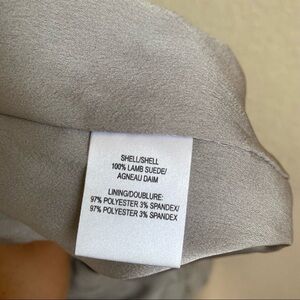 SHELL/SHELL
100% LAMB SUEDE/
AGNEAU DAIM
LINING/DOUBLURE:
97% POLYESTER 3% SPANDEX/
97% POLYESTER 3% SPANDEX